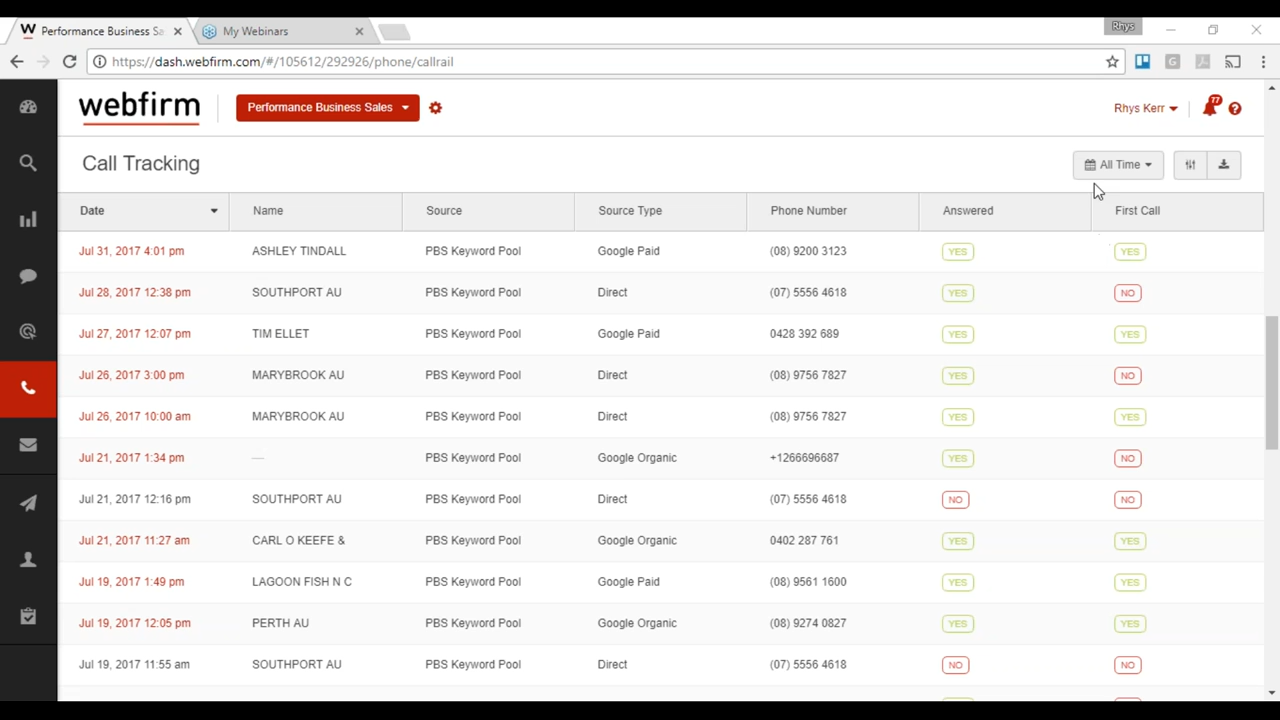 Rhys
W Performance Business Sa
My Webinars
https://dash.webfirm.com/#/105612/292926/phone/callrail
webfirm
Performance Business Sales
Rhys Kerr
77
Call Tracking
All Time
Date Name Source Source Type Phone Number Answered First Call
Jul 31, 2017 4:01 pm ASHLEY TINDALL PBS Keyword Pool Google Paid (08) 9200 3123 YES YES
Jul 28, 2017 12:38 pm SOUTHPORT AU PBS Keyword Pool Direct (07) 5556 4618 YES NO
Jul 27, 2017 12:07 pm TIM ELLET PBS Keyword Pool Google Paid 0428 392 689 YES YES
Jul 26, 2017 3:00 pm MARYBROOK AU PBS Keyword Pool Direct (08) 9756 7827 YES NO
Jul 26, 2017 10:00 am MARYBROOK AU PBS Keyword Pool Direct (08) 9756 7827 YES YES
Jul 21, 2017 1:34 pm — PBS Keyword Pool Google Organic +1266696687 YES NO
Jul 21, 2017 12:16 pm SOUTHPORT AU PBS Keyword Pool Direct (07) 5556 4618 NO NO
Jul 21, 2017 11:27 am CARL O KEEFE & PBS Keyword Pool Google Organic 0402 287 761 YES YES
Jul 19, 2017 1:49 pm LAGOON FISH N C PBS Keyword Pool Google Paid (08) 9561 1600 YES YES
Jul 19, 2017 12:05 pm PERTH AU PBS Keyword Pool Google Organic (08) 9274 0827 YES YES
Jul 19, 2017 11:55 am SOUTHPORT AU PBS Keyword Pool Direct (07) 5556 4618 NO NO